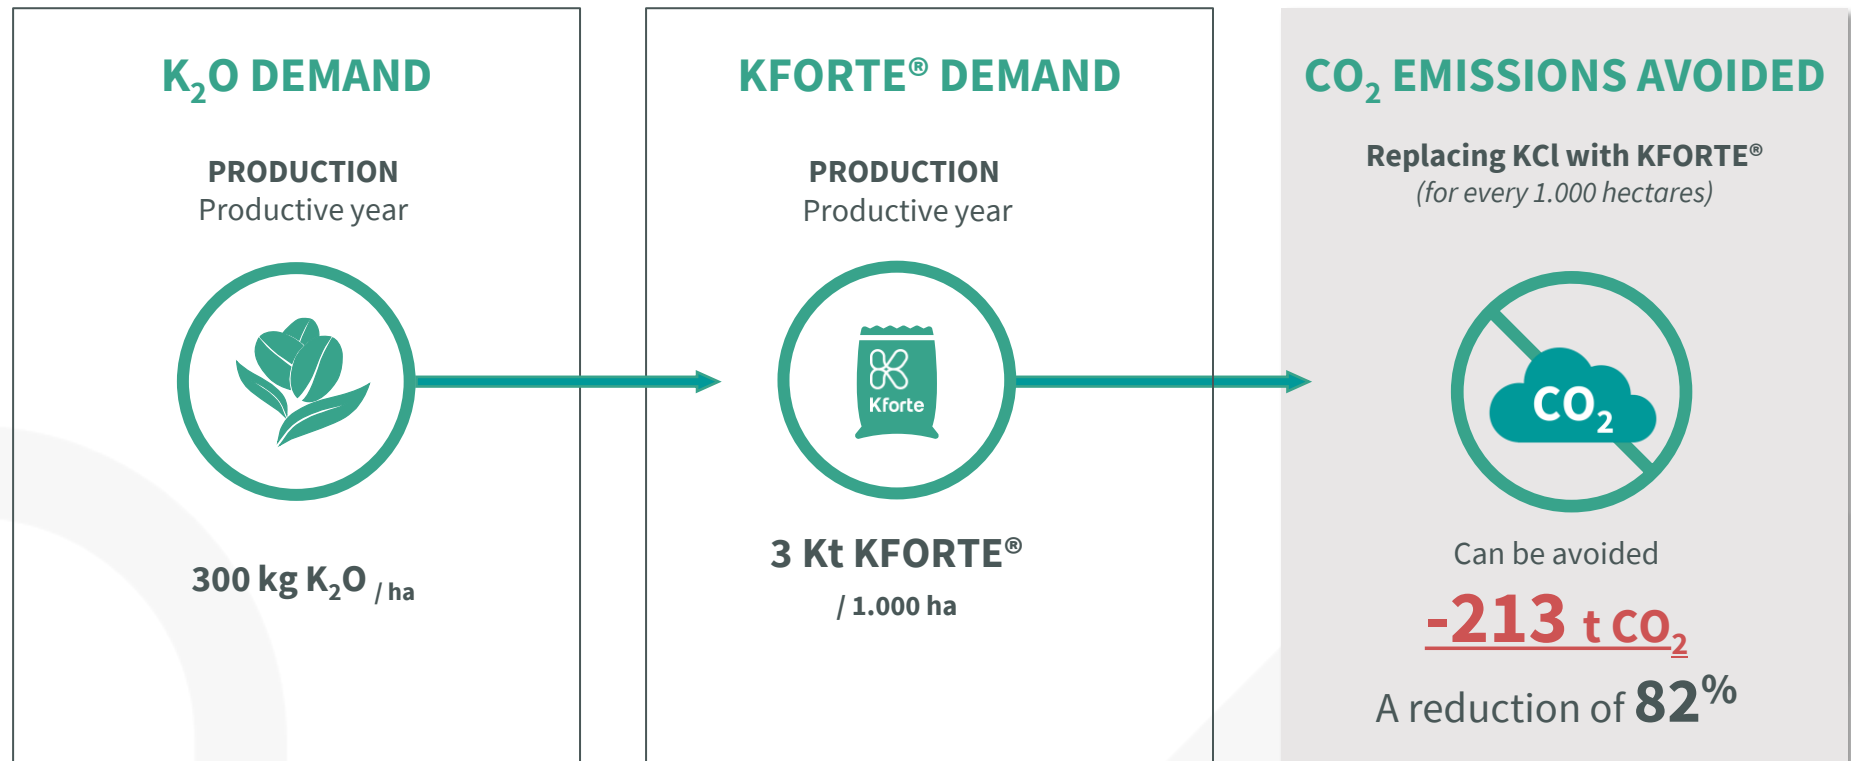 K₂O DEMAND
PRODUCTION
Productive year
300 kg K₂O / ha
KFORTE® DEMAND
PRODUCTION
Productive year
Kforte
3 Kt KFORTE®
/ 1.000 ha
CO₂ EMISSIONS AVOIDED
Replacing KCl with KFORTE®
(for every 1.000 hectares)
CO₂
Can be avoided
-213 t CO₂
A reduction of 82%